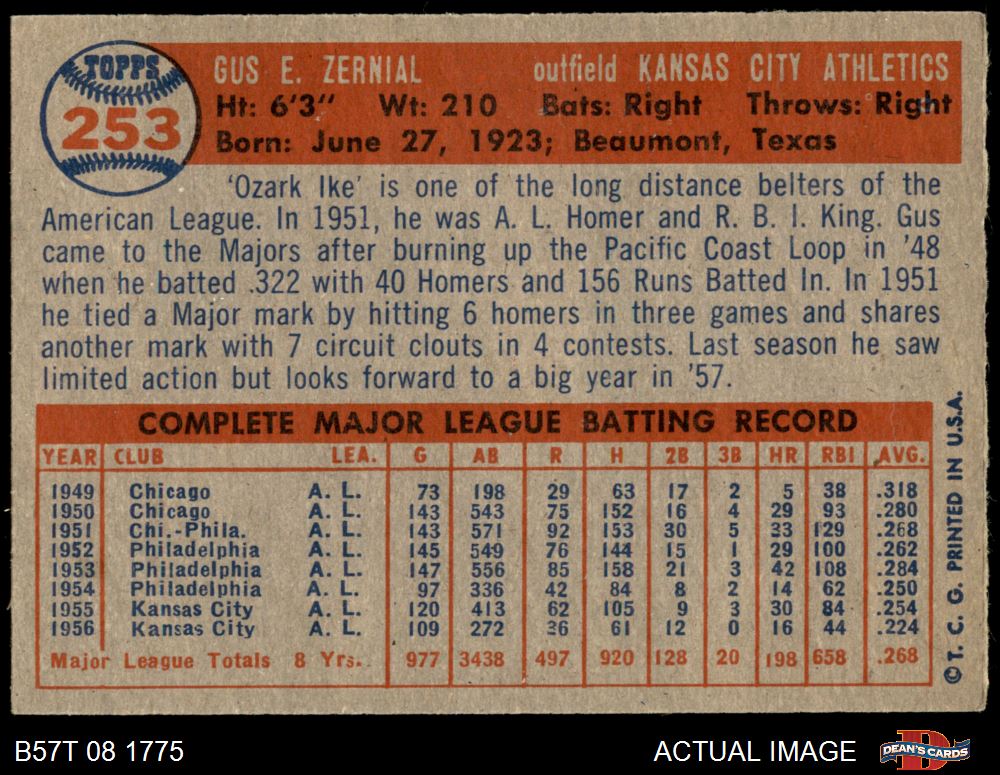 TOPPS
253
GUS E. ZERNIAL outfield KANSAS CITY ATHLETICS
Ht: 6'3" Wt: 210 Bats: Right Throws: Right
Born: June 27, 1923; Beaumont, Texas
'Ozark Ike' is one of the long distance belters of the
American League. In 1951, he was A. L. Homer and R. B. I. King. Gus
came to the Majors after burning up the Pacific Coast Loop in '48
when he batted .322 with 40 Homers and 156 Runs Batted In. In 1951
he tied a Major mark by hitting 6 homers in three games and shares
another mark with 7 circuit clouts in 4 contests. Last season he saw
limited action but looks forward to a big year in '57.
COMPLETE MAJOR LEAGUE BATTING RECORD
YEAR CLUB LEA. G AB R H 2B 3B HR RBI AVG.
1949 Chicago A. L. 73 198 29 63 17 2 5 38 .318
1950 Chicago A. L. 143 543 75 152 16 4 29 93 .280
1951 Chi.-Phila. A. L. 143 571 92 153 30 5 33 129 .268
1952 Philadelphia A. L. 145 549 76 144 15 1 29 100 .262
1953 Philadelphia A. L. 147 556 85 158 21 3 42 108 .284
1954 Philadelphia A. L. 97 336 42 84 8 2 14 62 .250
1955 Kansas City A. L. 120 413 62 105 9 3 30 84 .254
1956 Kansas City A. L. 109 272 36 61 12 0 16 44 .224
Major League Totals 8 Yrs. 977 3438 497 920 128 20 198 658 .268
© T. C. G. PRINTED IN U.S.A.
B57T 08 1775 ACTUAL IMAGE
DEAN'S CARDS